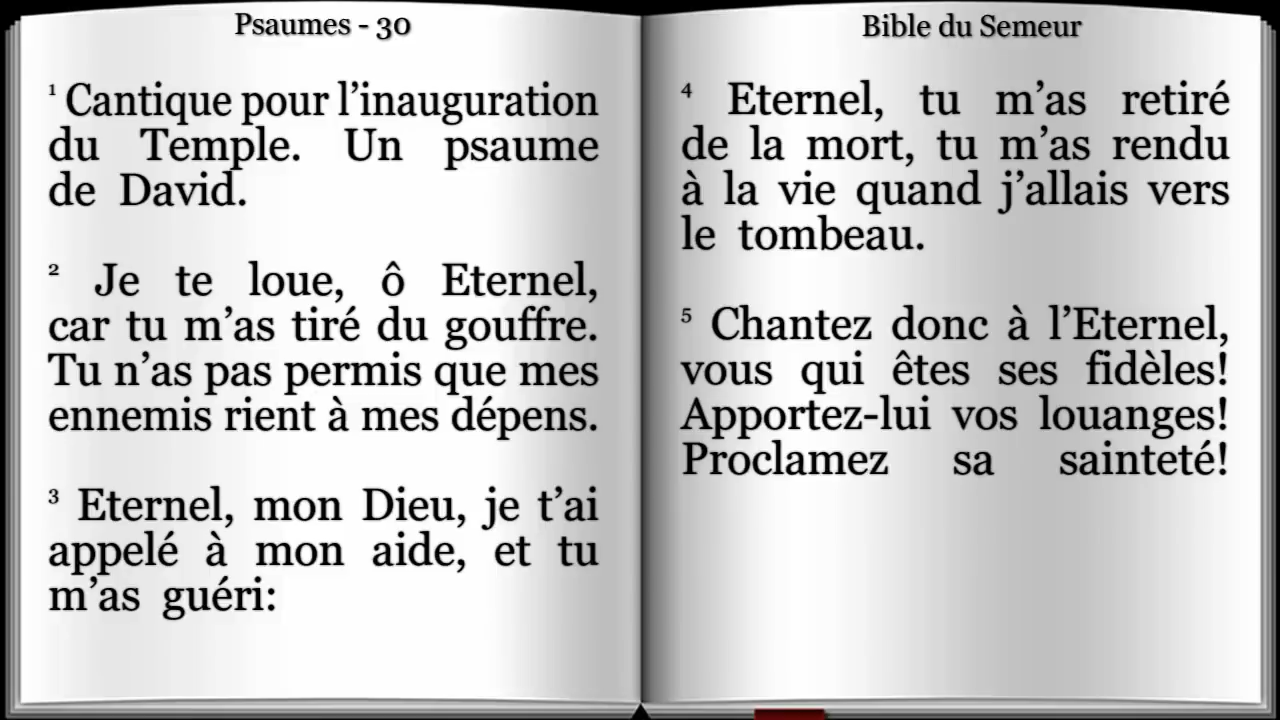 Psaumes - 30
¹ Cantique pour l’inauguration
du Temple. Un psaume
de David.
² Je te loue, ô Eternel,
car tu m’as tiré du gouffre.
Tu n’as pas permis que mes
ennemis rient à mes dépens.
³ Eternel, mon Dieu, je t’ai
appelé à mon aide, et tu
m’as guéri:
Bible du Semeur
⁴ Eternel, tu m’as retiré
de la mort, tu m’as rendu
à la vie quand j’allais vers
le tombeau.
⁵ Chantez donc à l’Eternel,
vous qui êtes ses fidèles!
Apportez-lui vos louanges!
Proclamez sa sainteté!